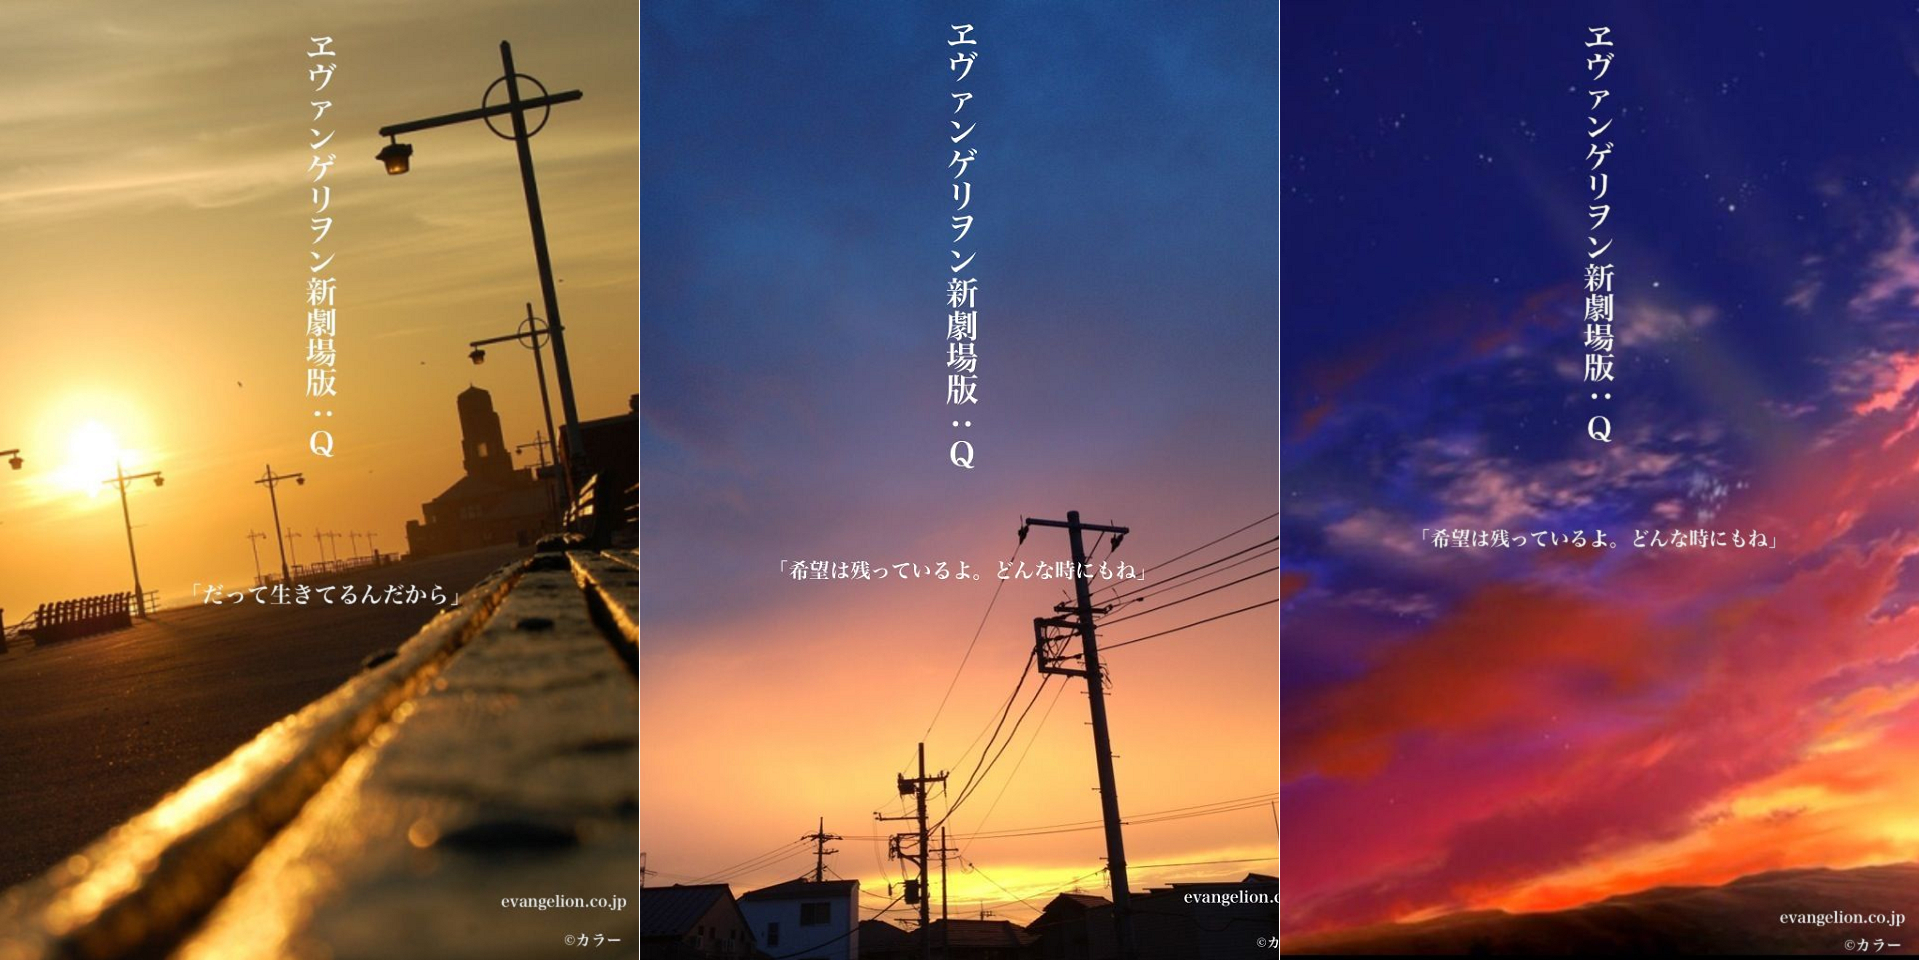 ヱヴァンゲリヲン新劇場版:Q
「だって生きてるんだから」
evangelion.co.jp
©カラー
ヱヴァンゲリヲン新劇場版:Q
「希望は残っているよ。どんな時にもね」
evangelion.c
©カ
ヱヴァンゲリヲン新劇場版:Q
「希望は残っているよ。どんな時にもね」
evangelion.co.jp
©カラー